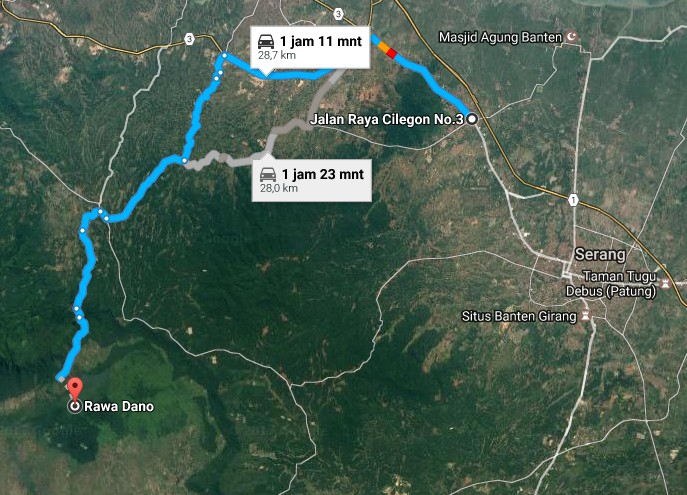 3
3
1 jam 11 mnt
28,7 km
Masjid Agung Banten
Jalan Raya Cilegon No.3
1 jam 23 mnt
28,0 km
1
Serang
Taman Tugu
Debus (Patung)
Situs Banten Girang
Rawa Dano